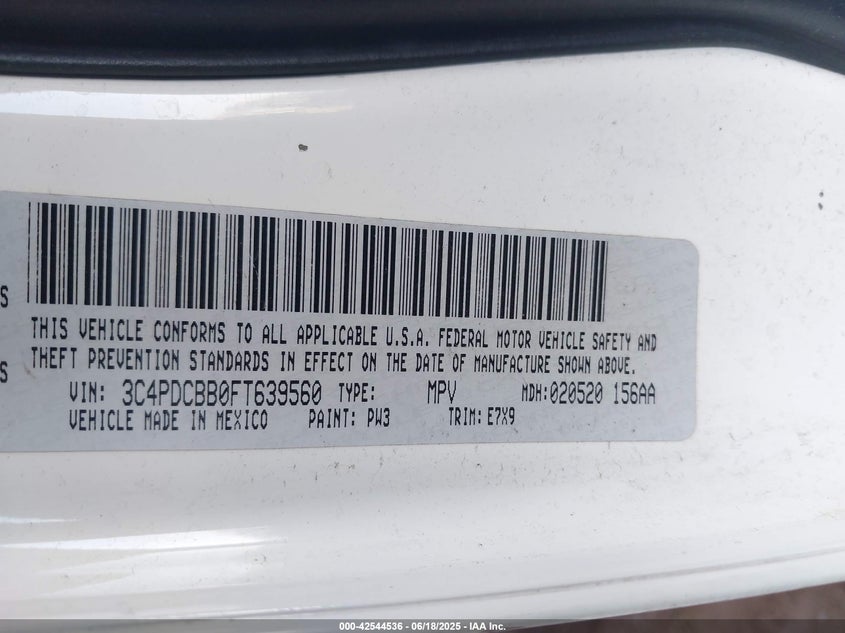 S
THIS VEHICLE CONFORMS TO ALL APPLICABLE U.S.A. FEDERAL MOTOR VEHICLE SAFETY AND
THEFT PREVENTION STANDARDS IN EFFECT ON THE DATE OF MANUFACTURE SHOWN ABOVE.
S
VIN: 3C4PDCBB0FT639560 TYPE: MPV MDH:020520 156AA
VEHICLE MADE IN MEXICO PAINT: PW3 TRIM: E7X9
000-42544536 - 06/18/2025 - IAA Inc.